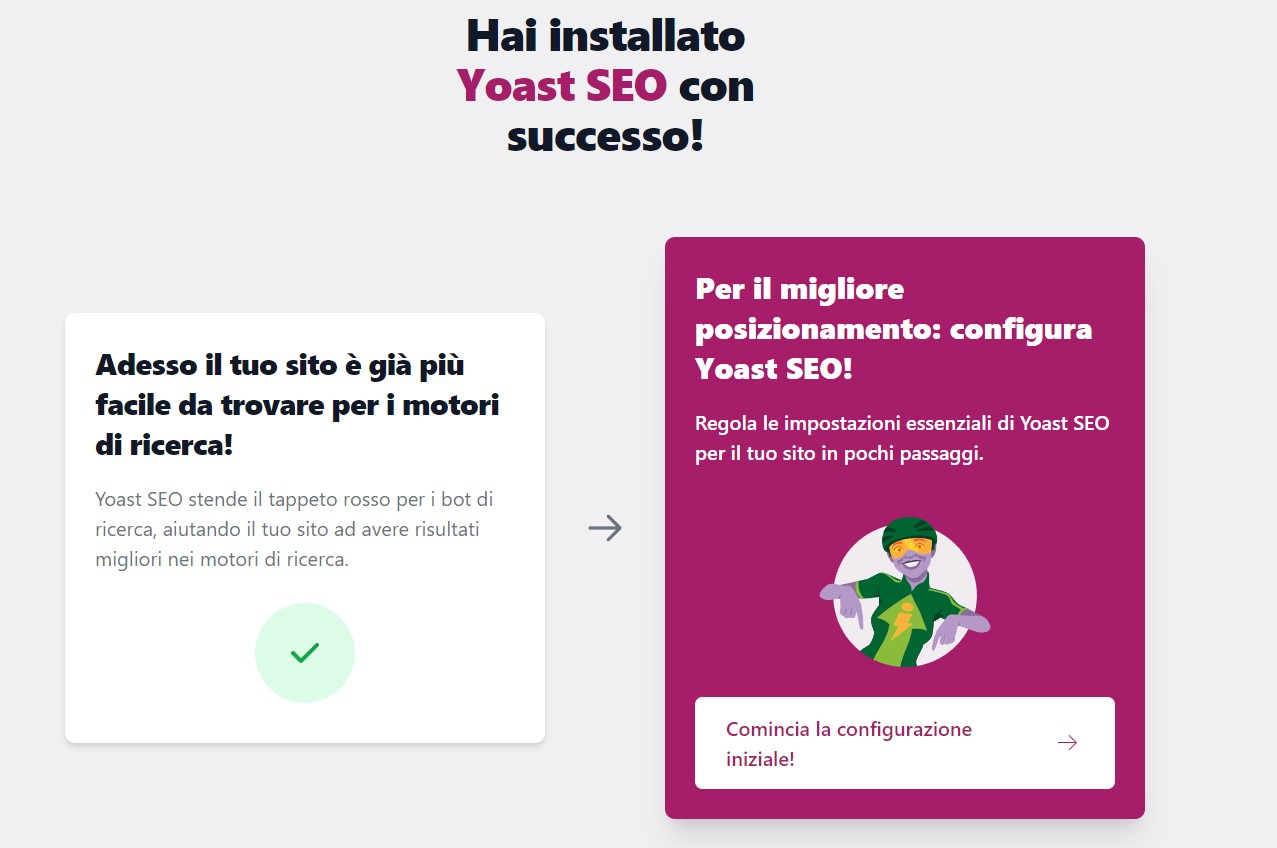 Hai installato
Yoast SEO con
successo!
Adesso il tuo sito è già più
facile da trovare per i motori
di ricerca!
Yoast SEO stende il tappeto rosso per i bot di
ricerca, aiutando il tuo sito ad avere risultati
migliori nei motori di ricerca.
Per il migliore
posizionamento: configura
Yoast SEO!
Regola le impostazioni essenziali di Yoast SEO
per il tuo sito in pochi passaggi.
Comincia la configurazione
iniziale!